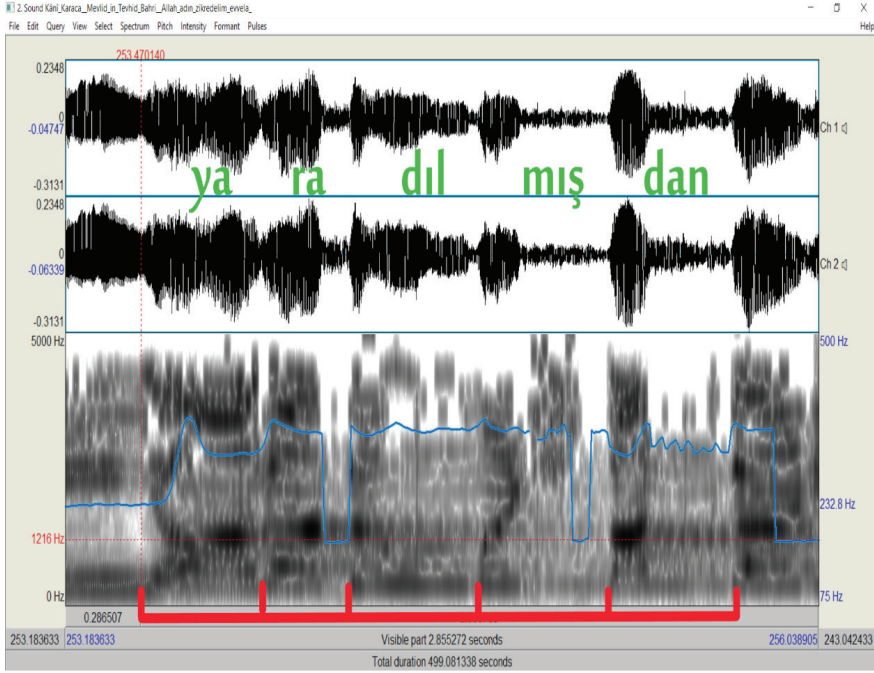 2. Sound Kânî_Karaca__Mevlid_in_Tevhid_Bahri__Allah_adın_zikredelim_evvela_
File Edit Query View Select Spectrum Pitch Intensity Formant Pulses Help
253.470140
0.2348
0
-0.04747
Ch 1
-0.3131
ya ra dıl mış dan
0.2348
0
-0.06339
Ch 2
-0.3131
5000 Hz 500 Hz
232.8 Hz
1216 Hz
0 Hz 75 Hz
0.286507
253.183633 253.183633 Visible part 2.855272 seconds 256.038905 243.042433
Total duration 499.081338 seconds